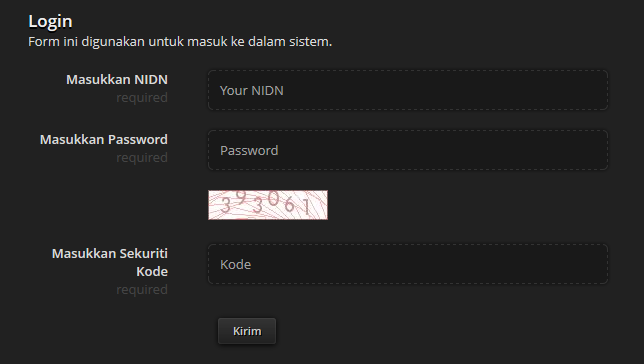 Login
Form ini digunakan untuk masuk ke dalam sistem.
Masukkan NIDN
required
Your NIDN
Masukkan Password
required
Password
393061
Masukkan Sekuriti
Kode
required
Kode
Kirim